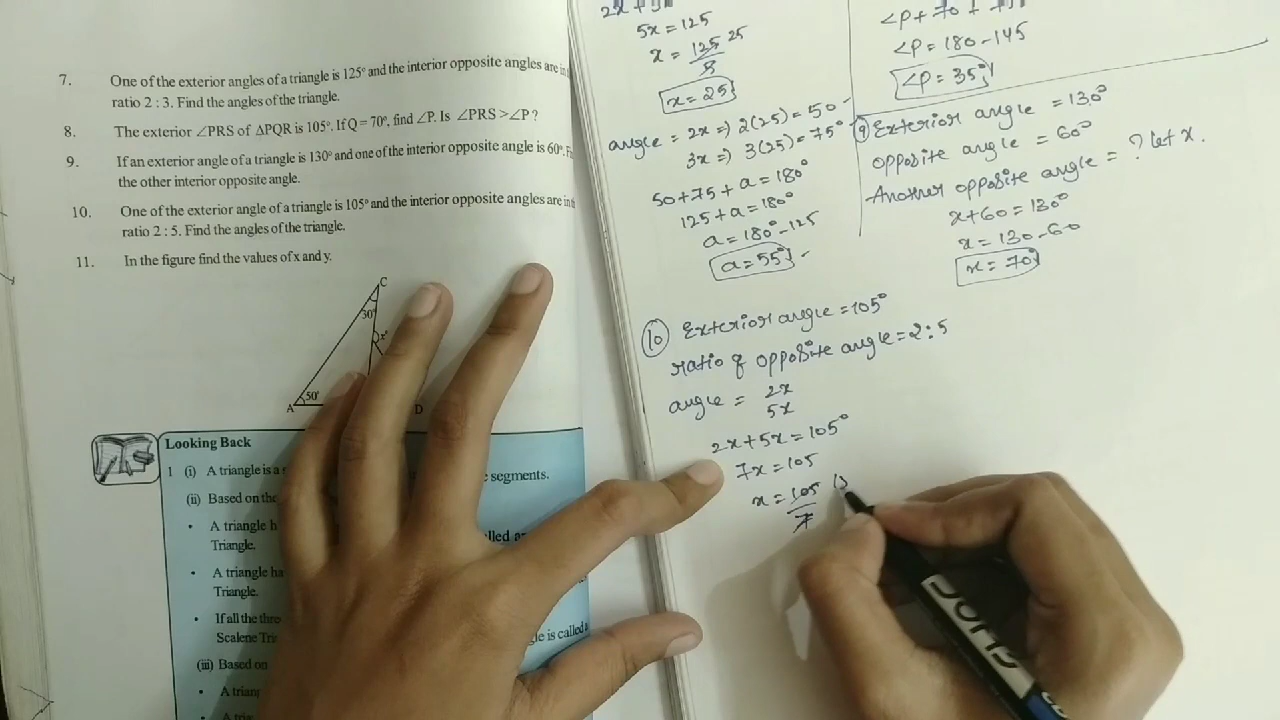 7. One of the exterior angles of a triangle is 125° and the interior opposite angles are in
ratio 2 : 3. Find the angles of the triangle.
8. The exterior ∠PRS of ΔPQR is 105°. If Q = 70°, find ∠P. Is ∠PRS > ∠P ?
9. If an exterior angle of a triangle is 130° and one of the interior opposite angle is 60°.
the other interior opposite angle.
10. One of the exterior angle of a triangle is 105° and the interior opposite angles are in
ratio 2 : 5. Find the angles of the triangle.
11. In the figure find the values of x and y.
C
30°
x°
50°
A
D
Looking Back
1 (i) A triangle is a
segments.
(ii) Based on the
• A triangle h
Triangle.
• A triangle ha
Triangle.
• If all the thre
Scalene Tri
(iii) Based on
• A triang
5x = 125
x = 125 25
5
x = 25
angle = 2x ⇒ 2(25) = 50
3x ⇒ 3(25) = 75°
50+75+a = 180°
125+a = 180°
a = 180°-125
a = 55°
∠P = 180-145
∠P = 35°
9 Exterior angle = 130°
opposite angle = 60°
Another opposite angle = ? let x.
x+60 = 130°
x = 130-60
x = 70°
10 Exterior angle = 105°
ratio of opposite angle = 2:5
angle = 2x
5x
2x+5x = 105°
7x = 105
x = 105
7
DOMS